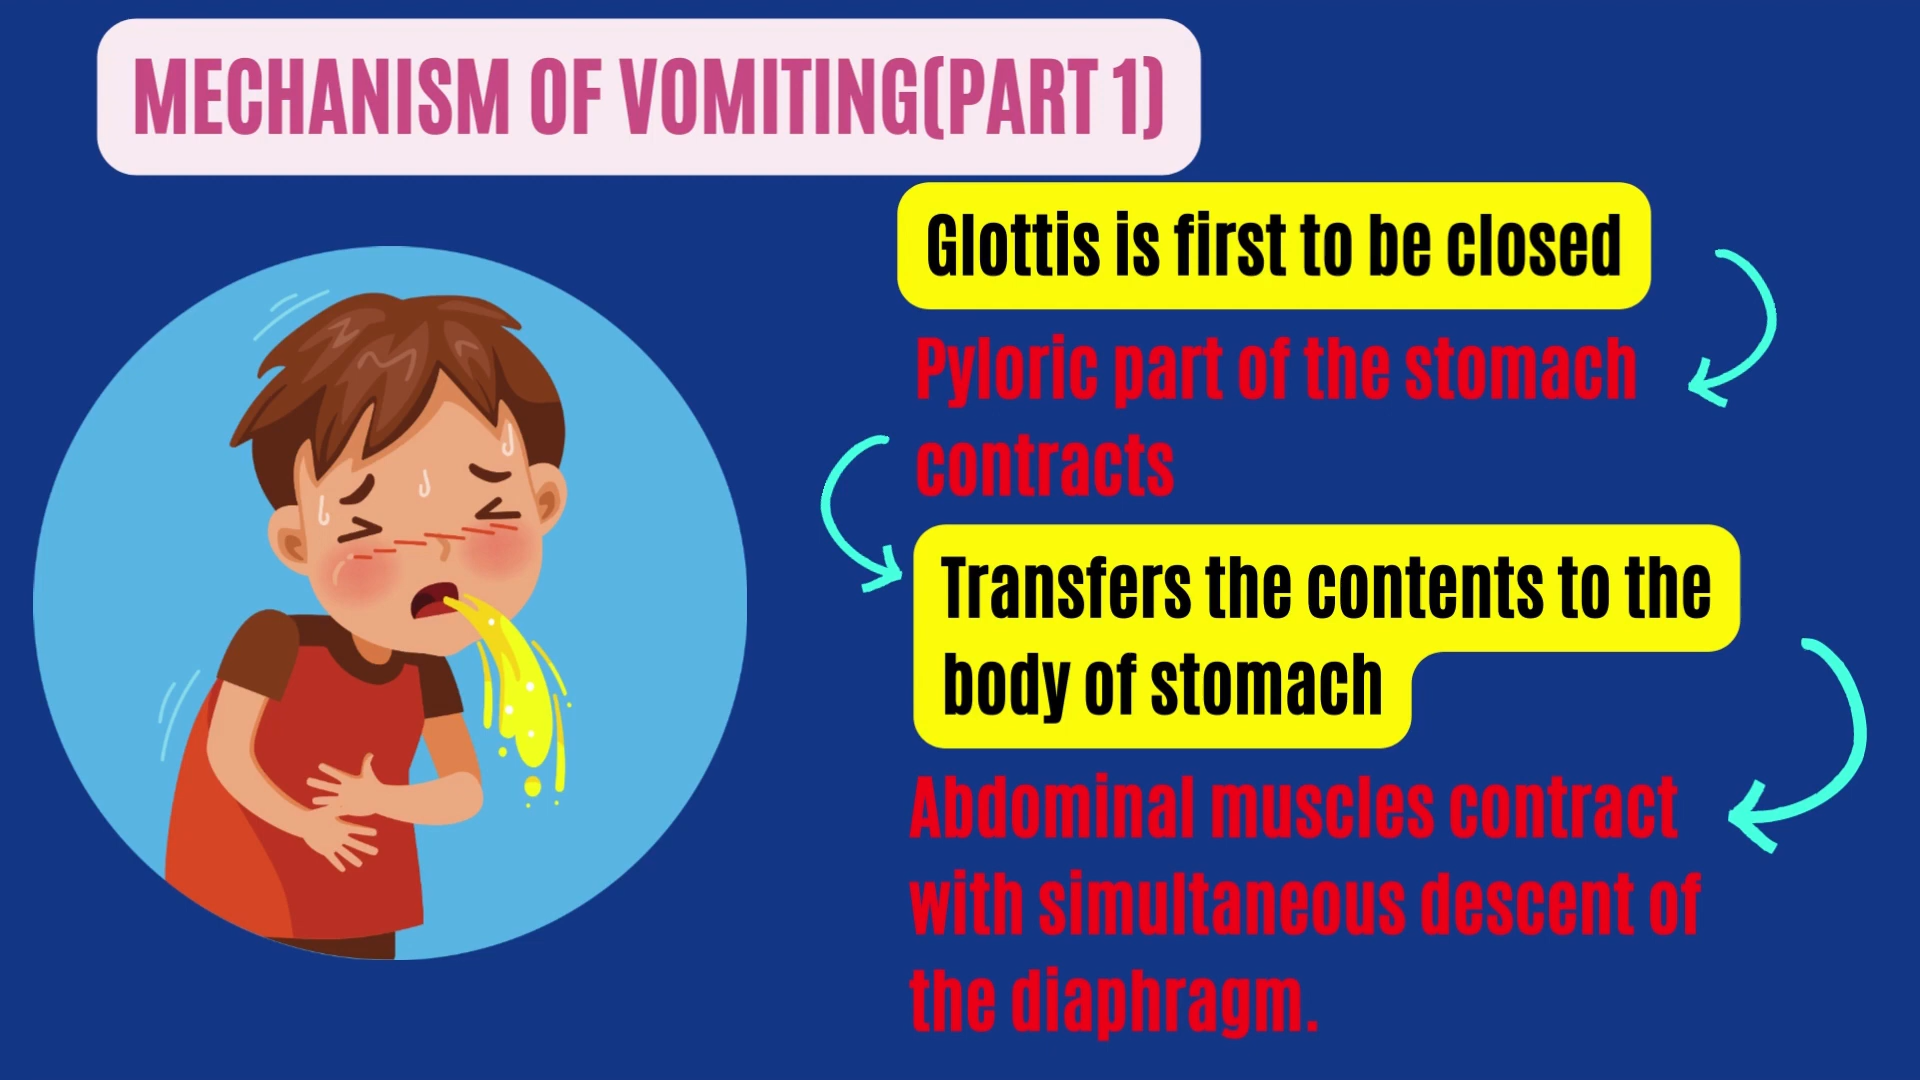 MECHANISM OF VOMITING(PART 1)
Glottis is first to be closed
Pyloric part of the stomach
contracts
Transfers the contents to the
body of stomach
Abdominal muscles contract
with simultaneous descent of
the diaphragm.